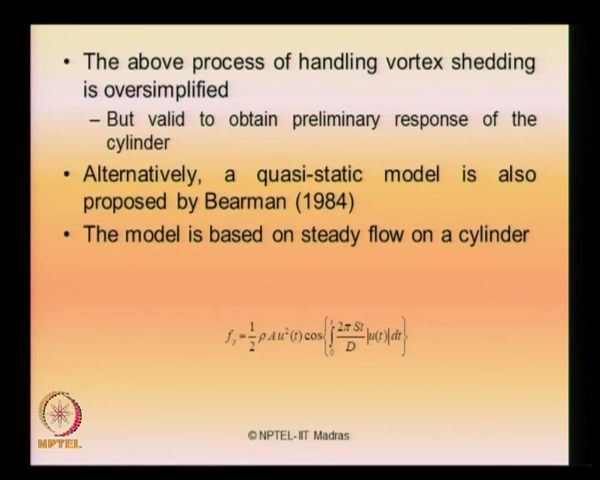 • The above process of handling vortex shedding
is oversimplified
– But valid to obtain preliminary response of the
cylinder
• Alternatively, a quasi-static model is also
proposed by Bearman (1984)
• The model is based on steady flow on a cylinder
f_y = 1/2 ρ A u²(t) cos{∫₀ᵗ 2π St/D |u(t)| dt}
NPTEL
© NPTEL-IIT Madras